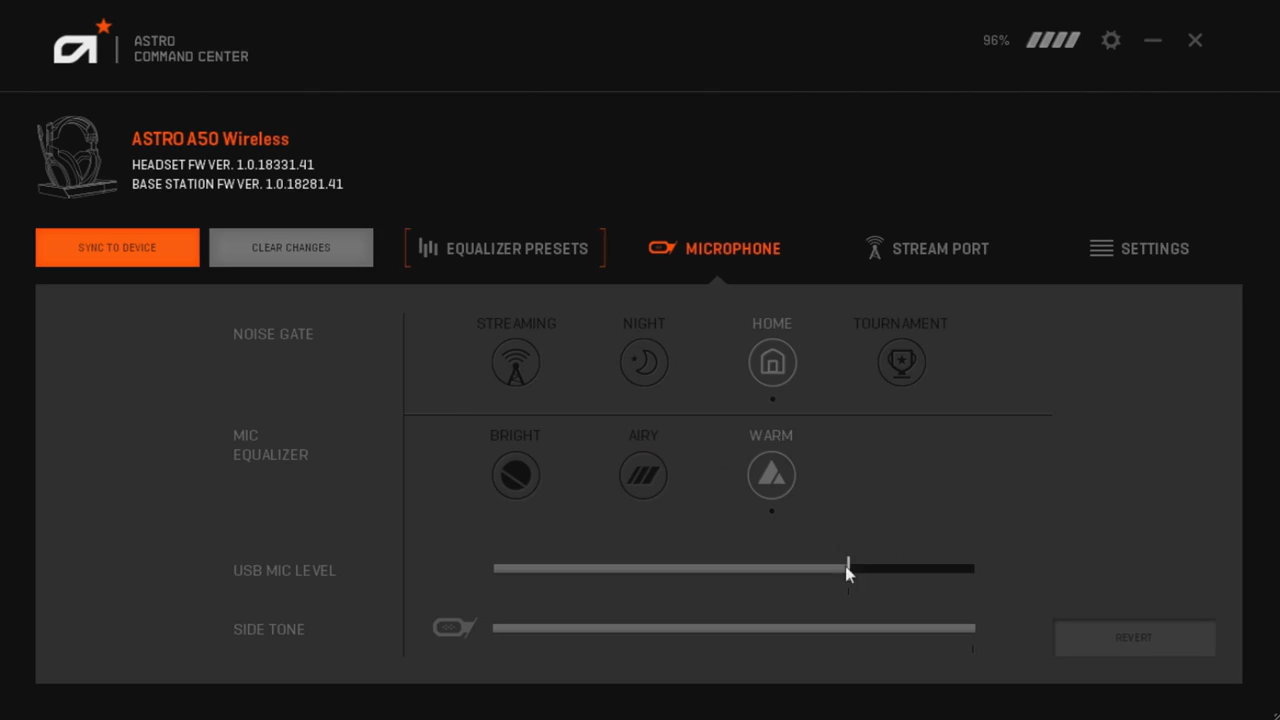 ASTRO
COMMAND CENTER
96%
ASTRO A50 Wireless
HEADSET FW VER. 1.0.18331.41
BASE STATION FW VER. 1.0.18281.41
SYNC TO DEVICE
CLEAR CHANGES
EQUALIZER PRESETS
MICROPHONE
STREAM PORT
SETTINGS
NOISE GATE
STREAMING
NIGHT
HOME
TOURNAMENT
MIC
EQUALIZER
BRIGHT
AIRY
WARM
USB MIC LEVEL
SIDE TONE
REVERT